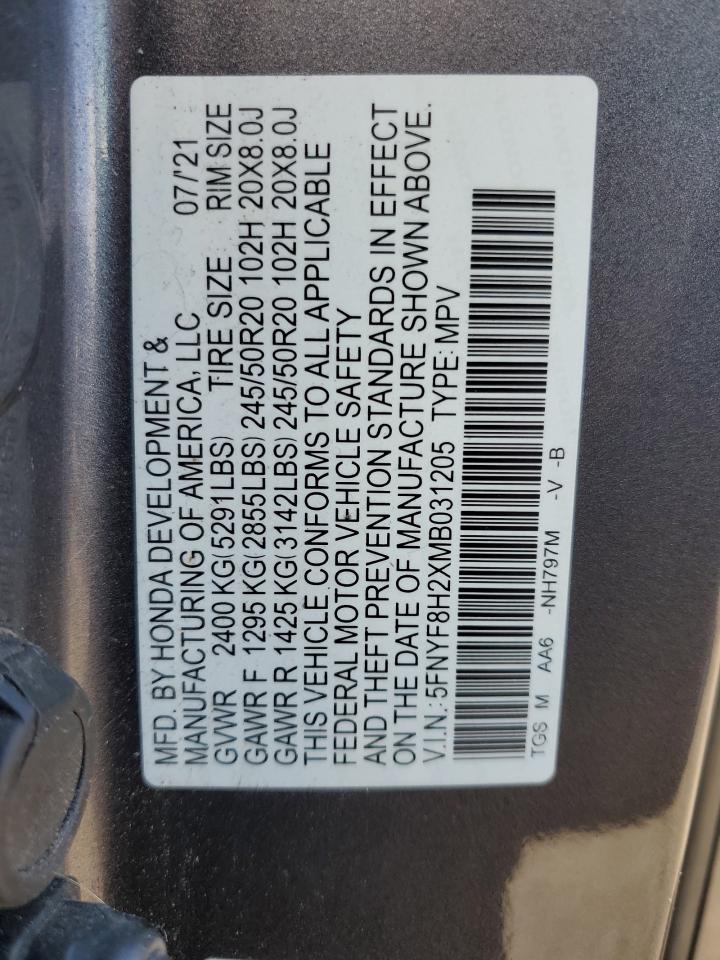 MFD. BY HONDA DEVELOPMENT &
MANUFACTURING OF AMERICA, LLC 07/'21
GVWR 2400 KG(5291LBS) TIRE SIZE RIM SIZE
GAWR F 1295 KG(2855LBS) 245/50R20 102H 20X8.0J
GAWR R 1425 KG(3142LBS) 245/50R20 102H 20X8.0J
THIS VEHICLE CONFORMS TO ALL APPLICABLE
FEDERAL MOTOR VEHICLE SAFETY
AND THEFT PREVENTION STANDARDS IN EFFECT
ON THE DATE OF MANUFACTURE SHOWN ABOVE.
V.I.N.: 5FNYF8H2XMB031205 TYPE: MPV
TGS M AA6 -NH797M -V -B